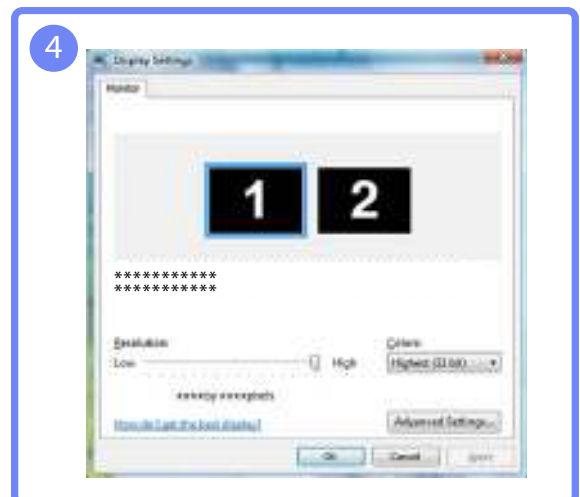 4
Display Settings
Monitor
1 2
***********
***********
Resolution:
Low High
Colors:
Highest (32 bit)
How do I get the best display?
Advanced Settings...
OK Cancel Apply